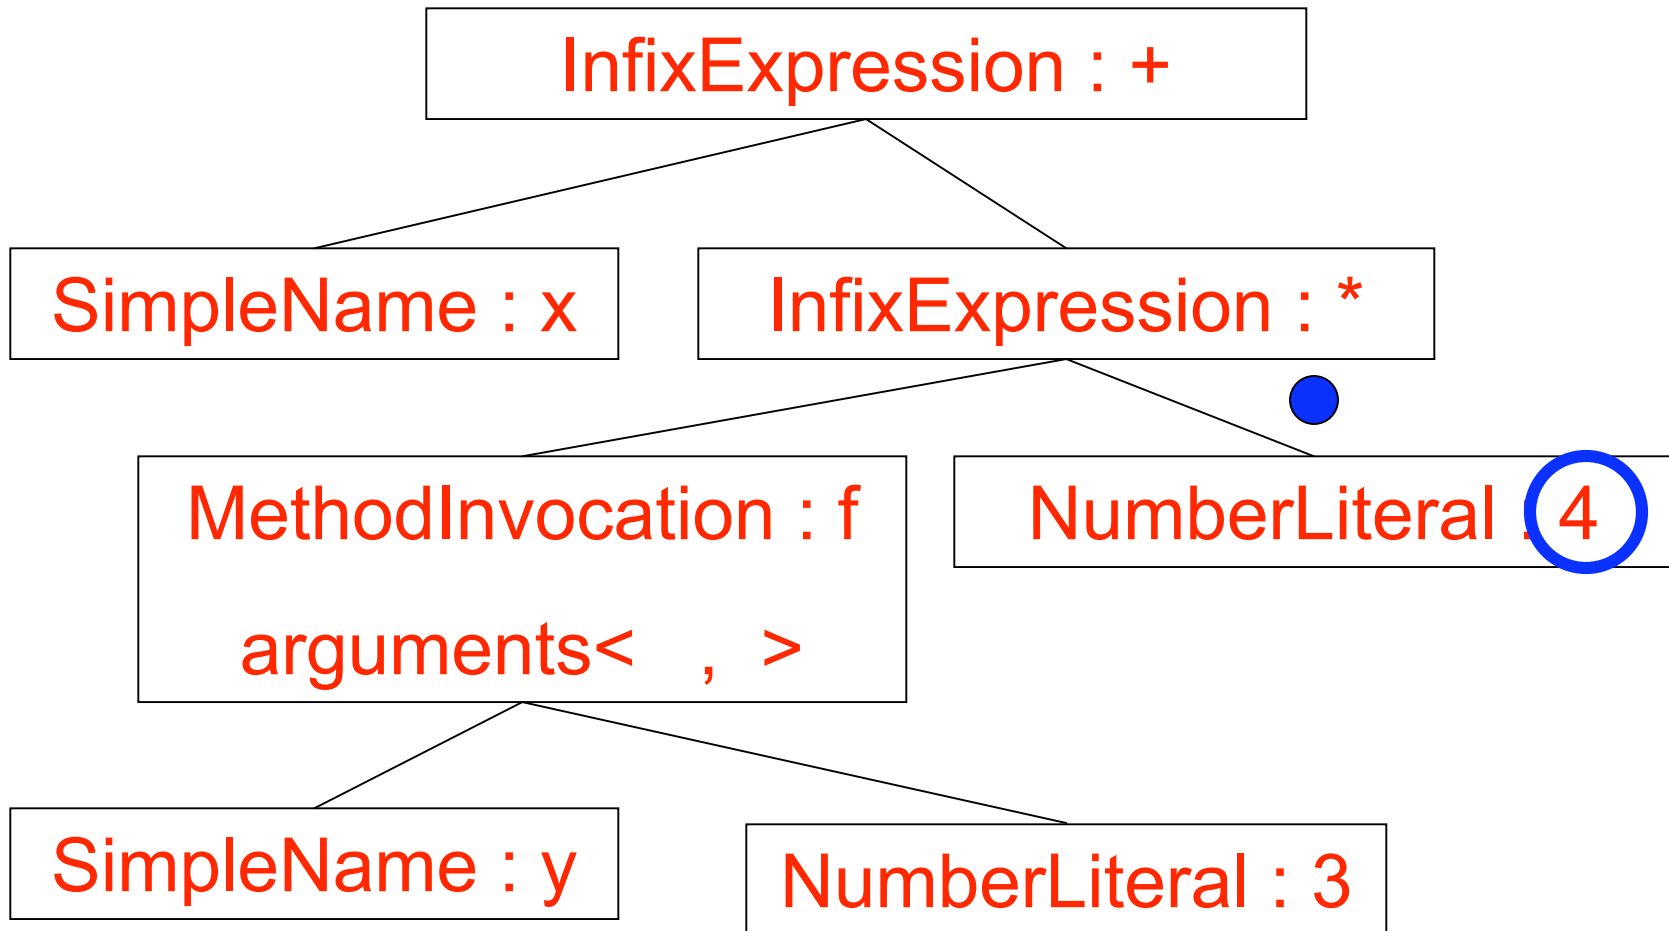 InfixExpression : +
SimpleName : x
InfixExpression : *
MethodInvocation : f
arguments<   ,  >
NumberLiteral : 4
SimpleName : y
NumberLiteral : 3